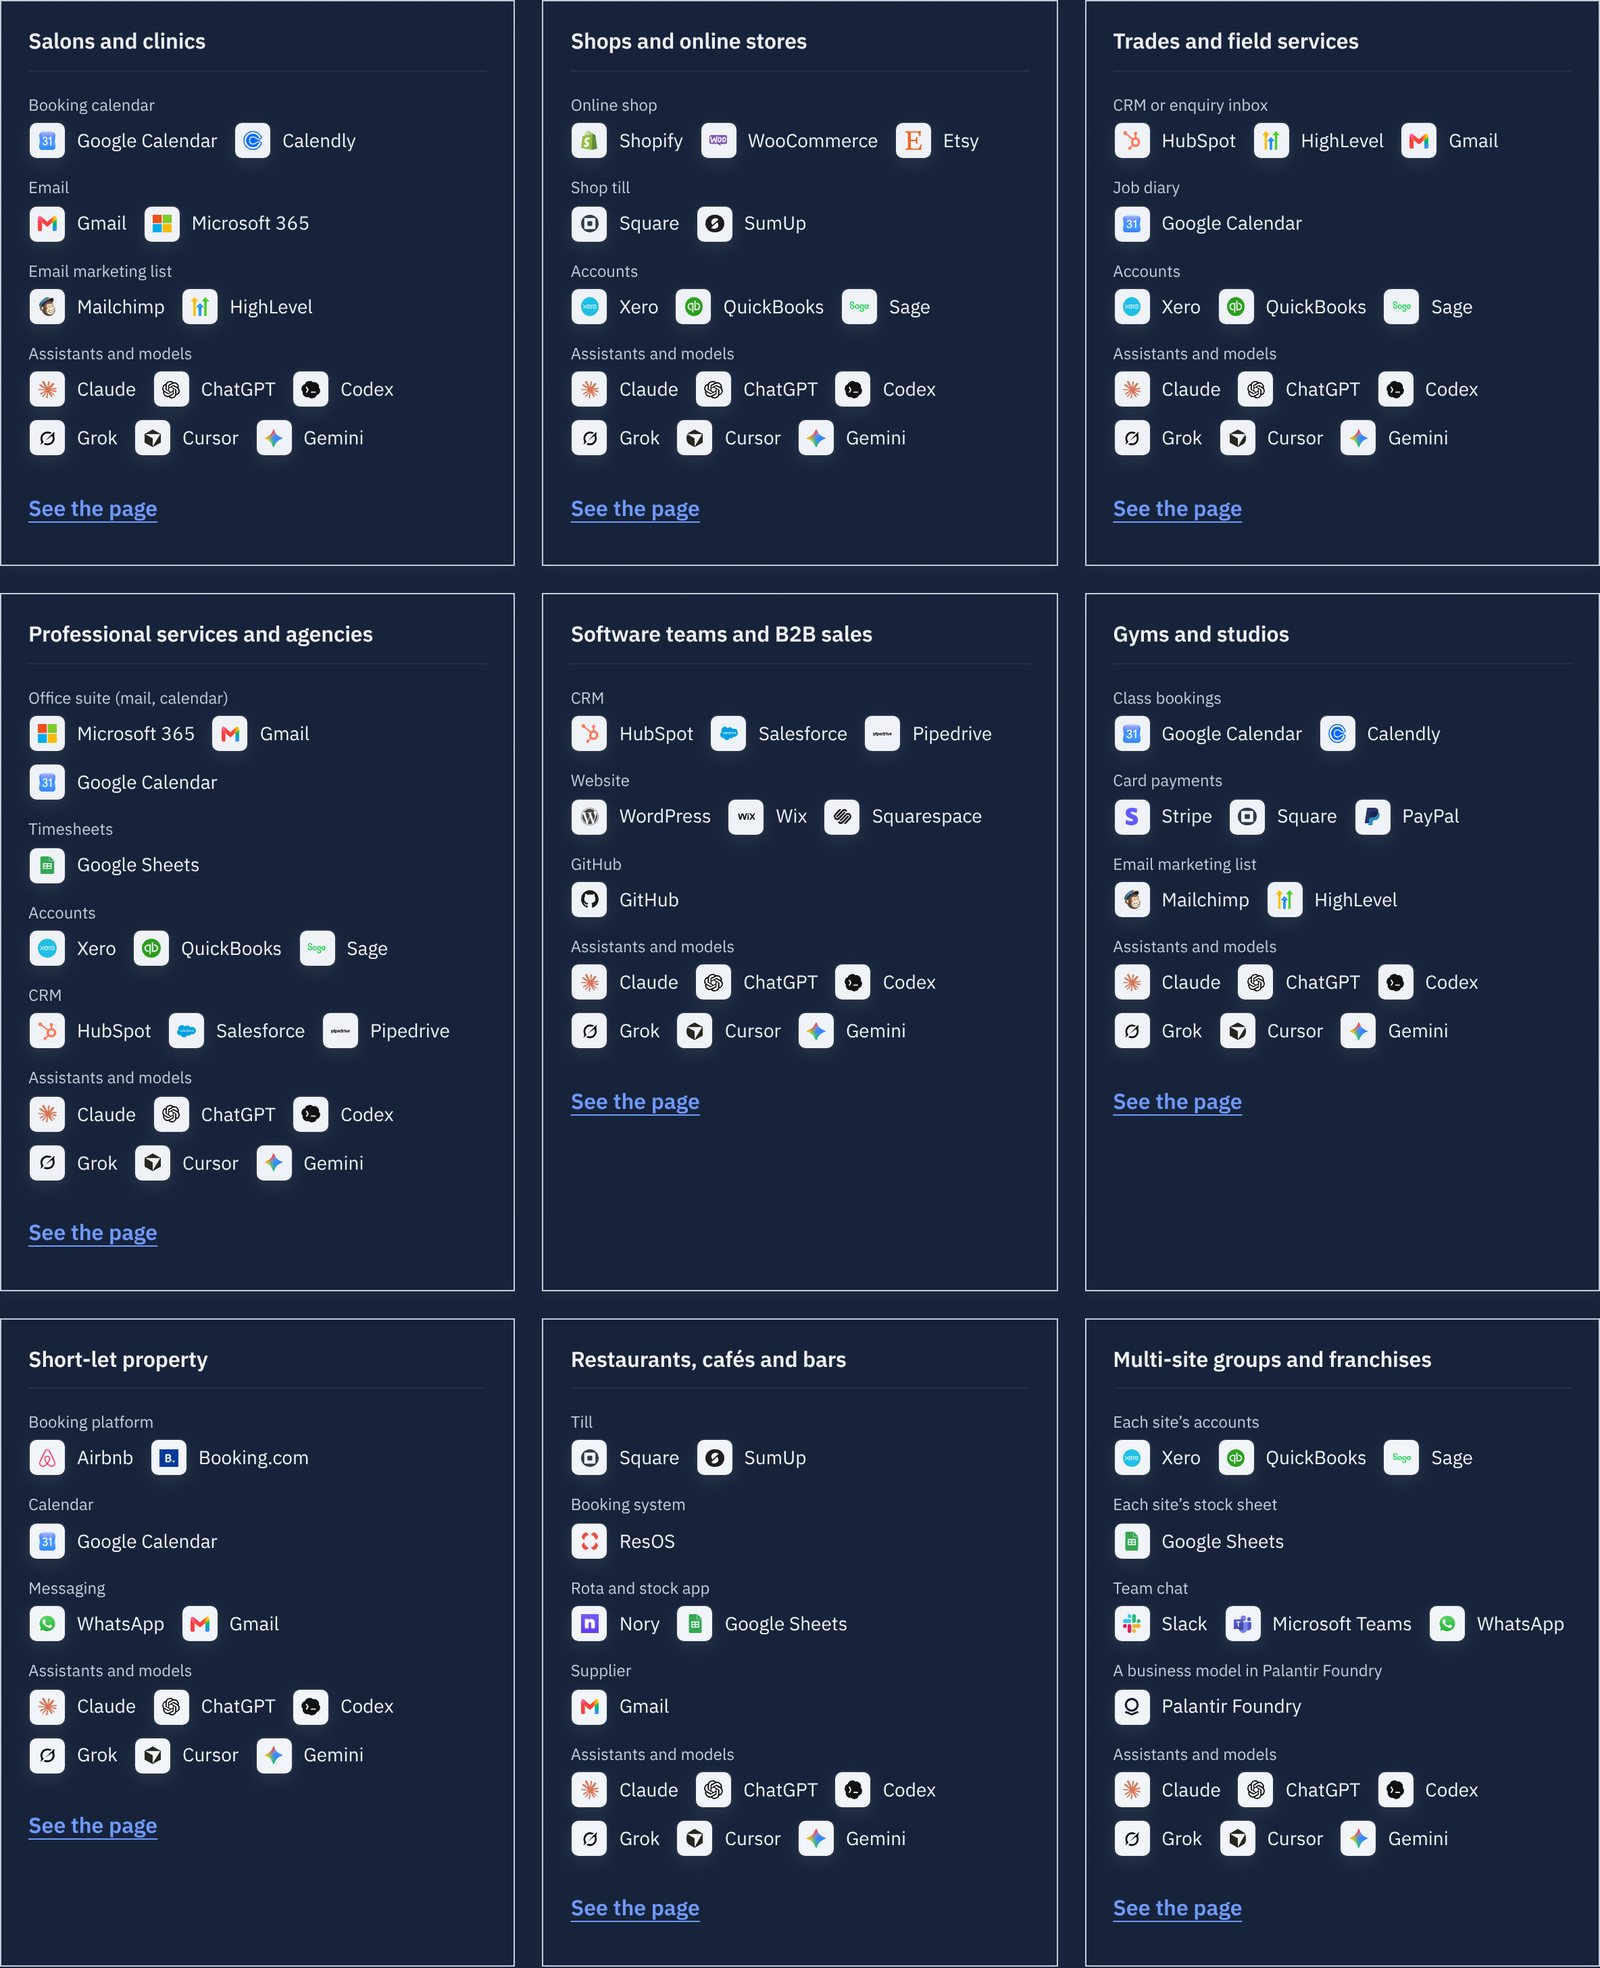 Salons and clinics
Booking calendar
Google Calendar Calendly
Email
Gmail Microsoft 365
Email marketing list
Mailchimp HighLevel
Assistants and models
Claude ChatGPT Codex
Grok Cursor Gemini
See the page
Shops and online stores
Online shop
Shopify WooCommerce Etsy
Shop till
Square SumUp
Accounts
Xero QuickBooks Sage
Assistants and models
Claude ChatGPT Codex
Grok Cursor Gemini
See the page
Trades and field services
CRM or enquiry inbox
HubSpot HighLevel Gmail
Job diary
Google Calendar
Accounts
Xero QuickBooks Sage
Assistants and models
Claude ChatGPT Codex
Grok Cursor Gemini
See the page
Professional services and agencies
Office suite (mail, calendar)
Microsoft 365 Gmail
Google Calendar
Timesheets
Google Sheets
Accounts
Xero QuickBooks Sage
CRM
HubSpot Salesforce Pipedrive
Assistants and models
Claude ChatGPT Codex
Grok Cursor Gemini
See the page
Software teams and B2B sales
CRM
HubSpot Salesforce Pipedrive
Website
WordPress Wix Squarespace
GitHub
GitHub
Assistants and models
Claude ChatGPT Codex
Grok Cursor Gemini
See the page
Gyms and studios
Class bookings
Google Calendar Calendly
Card payments
Stripe Square PayPal
Email marketing list
Mailchimp HighLevel
Assistants and models
Claude ChatGPT Codex
Grok Cursor Gemini
See the page
Short-let property
Booking platform
Airbnb Booking.com
Calendar
Google Calendar
Messaging
WhatsApp Gmail
Assistants and models
Claude ChatGPT Codex
Grok Cursor Gemini
See the page
Restaurants, cafés and bars
Till
Square SumUp
Booking system
ResOS
Rota and stock app
Nory Google Sheets
Supplier
Gmail
Assistants and models
Claude ChatGPT Codex
Grok Cursor Gemini
See the page
Multi-site groups and franchises
Each site’s accounts
Xero QuickBooks Sage
Each site’s stock sheet
Google Sheets
Team chat
Slack Microsoft Teams WhatsApp
A business model in Palantir Foundry
Palantir Foundry
Assistants and models
Claude ChatGPT Codex
Grok Cursor Gemini
See the page